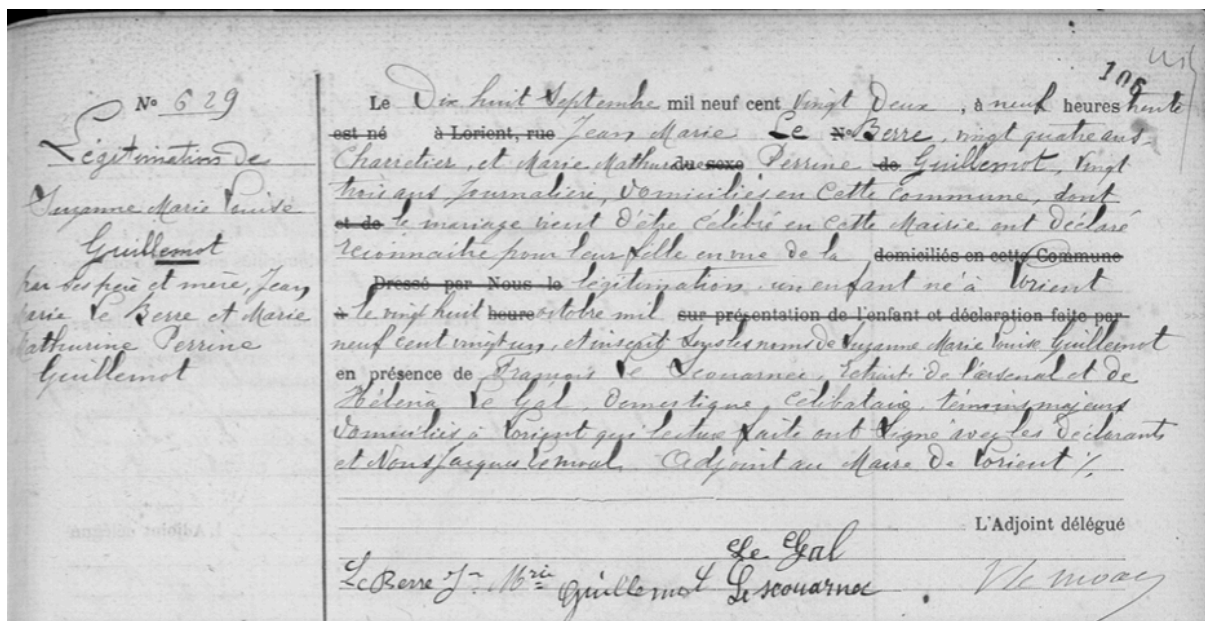 106
N° 629
Légitimation de
Suzanne Marie Louise
Guillemot
par ses père et mère, Jean
Marie Le Berre et Marie
Mathurine Perrine
Guillemot
Le Dix huit Septembre mil neuf cent vingt Deux, à neuf heures trente
est né à Lorient, rue Jean Marie Le N° Berre, vingt quatre ans
Charretier, et Marie Mathurine du sexe Perrine de Guillemot, vingt
trois ans Journalière, domiciliés en cette commune, dont
et de le mariage vient d'être célébré en cette Mairie ont déclaré
reconnaître pour leur fille en vue de la domiciliés en cette Commune
Dressé par Nous le légitimation un enfant né à Lorient
à le vingt huit heure octobre mil sur présentation de l'enfant et déclaration faite par
neuf cent vingt un, et inscrit sous les noms de Suzanne Marie Louise Guillemot
en présence de François Le Scouarnec, retraité de l'arsenal et de
Hélèna Le Gal, domestique, célibataire, témoins majeurs
domiciliés à Lorient qui lecture faite ont signé avec les déclarants
et Nous Jacques Lemoal Adjoint au Maire de Lorient ./.
L'Adjoint délégué
Le Gal
Le Berre Jn Mrie Guillemot Le scouarnec